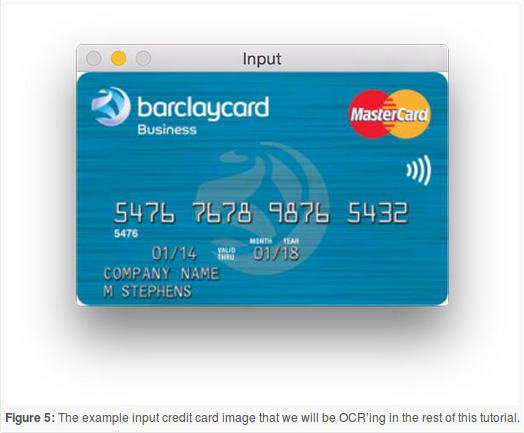 Input
barclaycard
Business
MasterCard
5476 7678 9876 5432
5476
MONTH YEAR
01/14 VALID THRU 01/18
COMPANY NAME
M STEPHENS
Figure 5: The example input credit card image that we will be OCR'ing in the rest of this tutorial.